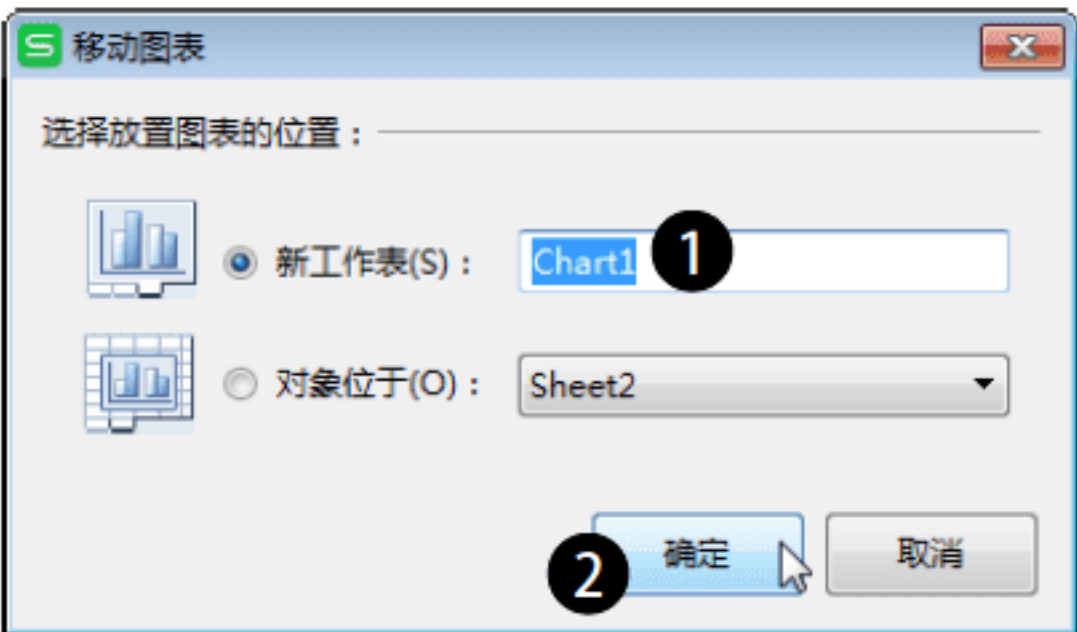 移动图表
选择放置图表的位置：
新工作表(S)： Chart1 1
对象位于(O)： Sheet2
2 确定 取消